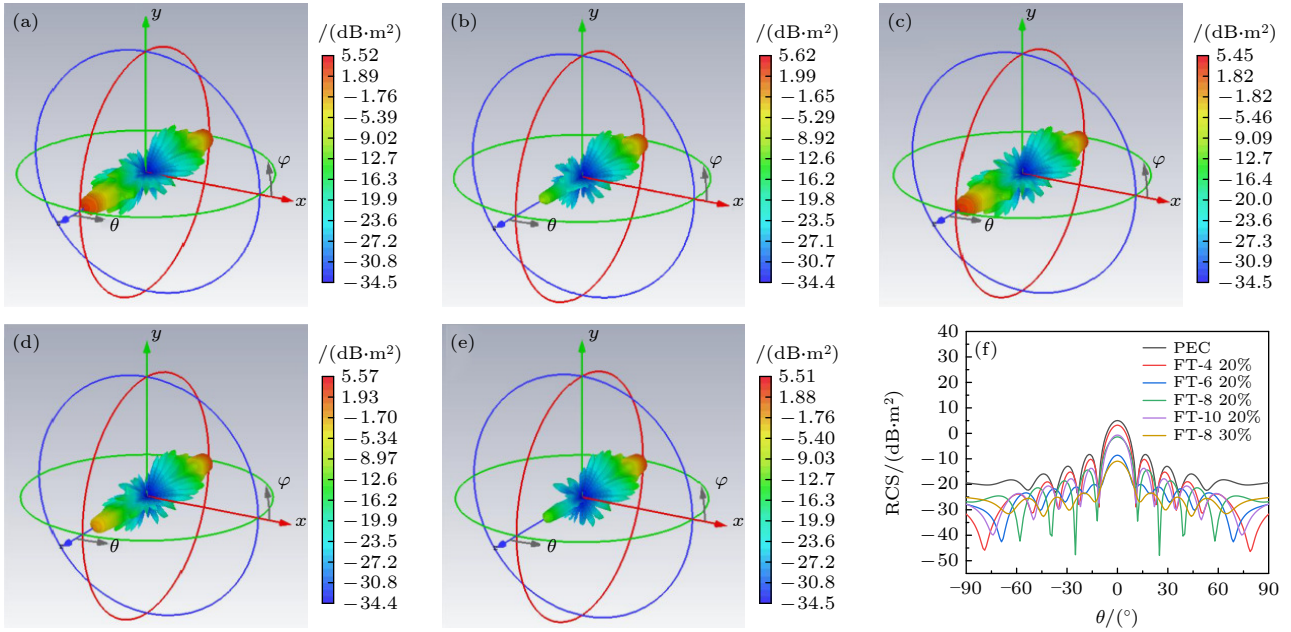 (a)
y
/(dB·m²)
5.52
1.89
−1.76
−5.39
−9.02
−12.7
−16.3
−19.9
−23.6
−27.2
−30.8
−34.5
φ
x
θ
(b)
y
/(dB·m²)
5.62
1.99
−1.65
−5.29
−8.92
−12.6
−16.2
−19.8
−23.5
−27.1
−30.7
−34.4
φ
x
θ
(c)
y
/(dB·m²)
5.45
1.82
−1.82
−5.46
−9.09
−12.7
−16.4
−20.0
−23.6
−27.3
−30.9
−34.5
φ
x
θ
(d)
y
/(dB·m²)
5.57
1.93
−1.70
−5.34
−8.97
−12.6
−16.2
−19.9
−23.5
−27.2
−30.8
−34.4
φ
x
θ
(e)
y
/(dB·m²)
5.51
1.88
−1.76
−5.40
−9.03
−12.7
−16.3
−19.9
−23.6
−27.2
−30.8
−34.5
φ
x
θ
(f)
PEC
FT-4 20%
FT-6 20%
FT-8 20%
FT-10 20%
FT-8 30%
RCS/(dB·m²)
40
35
30
25
20
15
10
5
0
−10
−20
−30
−40
−50
−90 −60 −30 0 30 60 90
θ/(°)